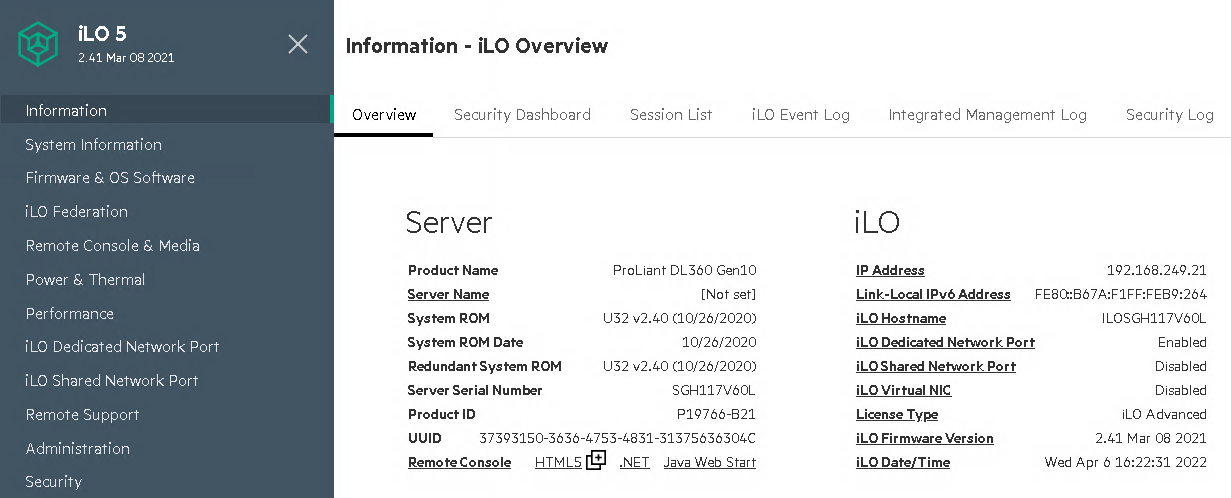 iLO 5
2.41 Mar 08 2021
Information
System Information
Firmware & OS Software
iLO Federation
Remote Console & Media
Power & Thermal
Performance
iLO Dedicated Network Port
iLO Shared Network Port
Remote Support
Administration
Security
Information - iLO Overview
Overview Security Dashboard Session List iLO Event Log Integrated Management Log Security Log
Server
Product Name ProLiant DL360 Gen10
Server Name [Not set]
System ROM U32 v2.40 (10/26/2020)
System ROM Date 10/26/2020
Redundant System ROM U32 v2.40 (10/26/2020)
Server Serial Number SGH117V60L
Product ID P19766-B21
UUID 37393150-3636-4753-4831-31375636304C
Remote Console HTML5 .NET Java Web Start
iLO
IP Address 192.168.249.21
Link-Local IPv6 Address FE80::B67A:F1FF:FEB9:264
iLO Hostname ILOSGH117V60L
iLO Dedicated Network Port Enabled
iLO Shared Network Port Disabled
iLO Virtual NIC Disabled
License Type iLO Advanced
iLO Firmware Version 2.41 Mar 08 2021
iLO Date/Time Wed Apr 6 16:22:31 2022